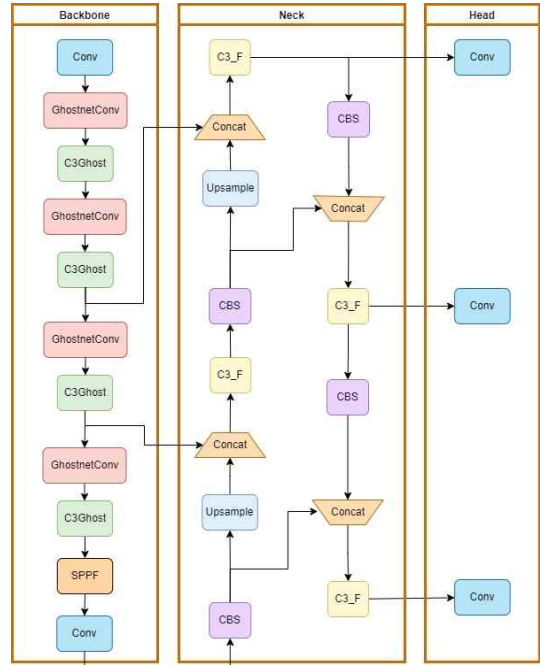 Backbone
Neck
Head
Conv
GhostnetConv
C3Ghost
GhostnetConv
C3Ghost
GhostnetConv
C3Ghost
GhostnetConv
C3Ghost
SPPF
Conv
C3_F
Concat
Upsample
CBS
C3_F
Concat
Upsample
CBS
CBS
Concat
C3_F
CBS
Concat
C3_F
Conv
Conv
Conv